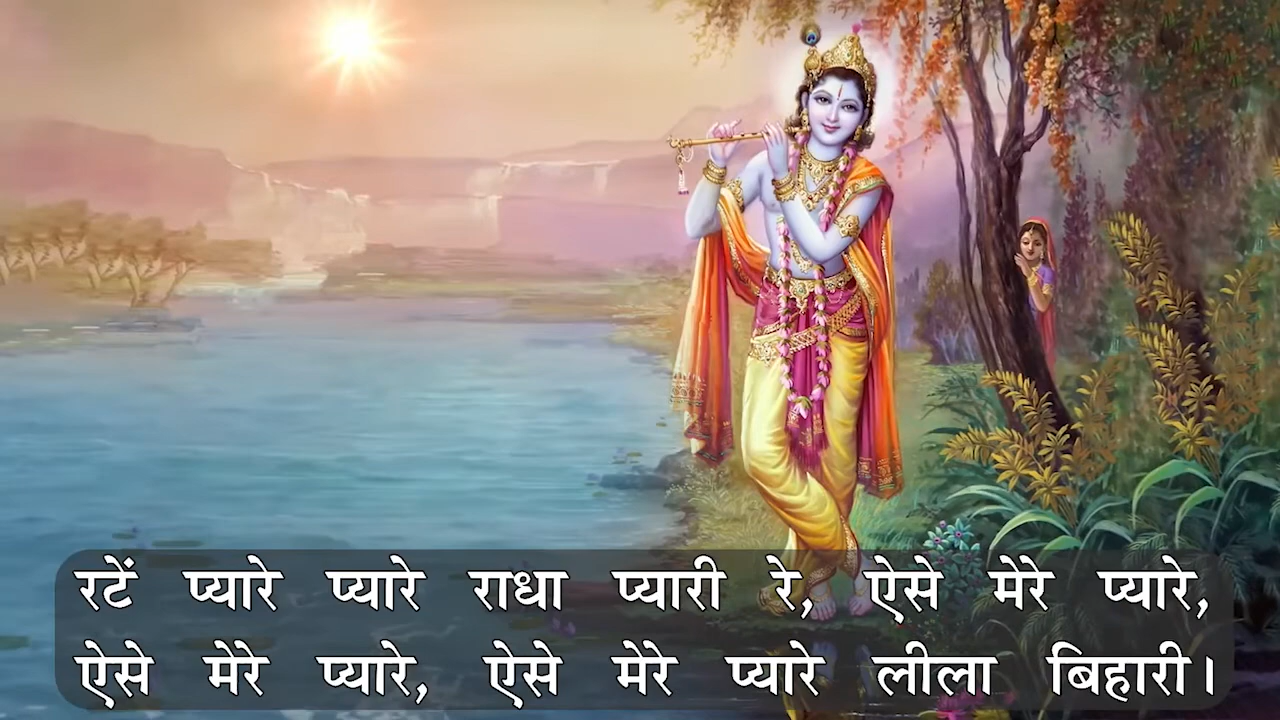 रटें प्यारे प्यारे राधा प्यारी रे, ऐसे मेरे प्यारे,
ऐसे मेरे प्यारे, ऐसे मेरे प्यारे लीला बिहारी।